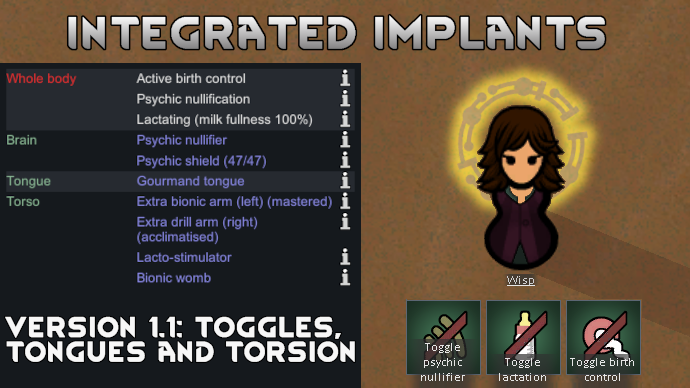 INTEGRATED IMPLANTS
Whole body Active birth control
Psychic nullification
Lactating (milk fullness 100%)
Brain Psychic nullifier
Psychic shield (47/47)
Tongue Gourmand tongue
Torso Extra bionic arm (left) (mastered)
Extra drill arm (right)
(acclimatised)
Lacto-stimulator
Bionic womb
Wisp
VERSION 1.1: TOGGLES,
TONGUES AND TORSION
Toggle
psychic
nullifier
Toggle
lactation
Toggle birth
control